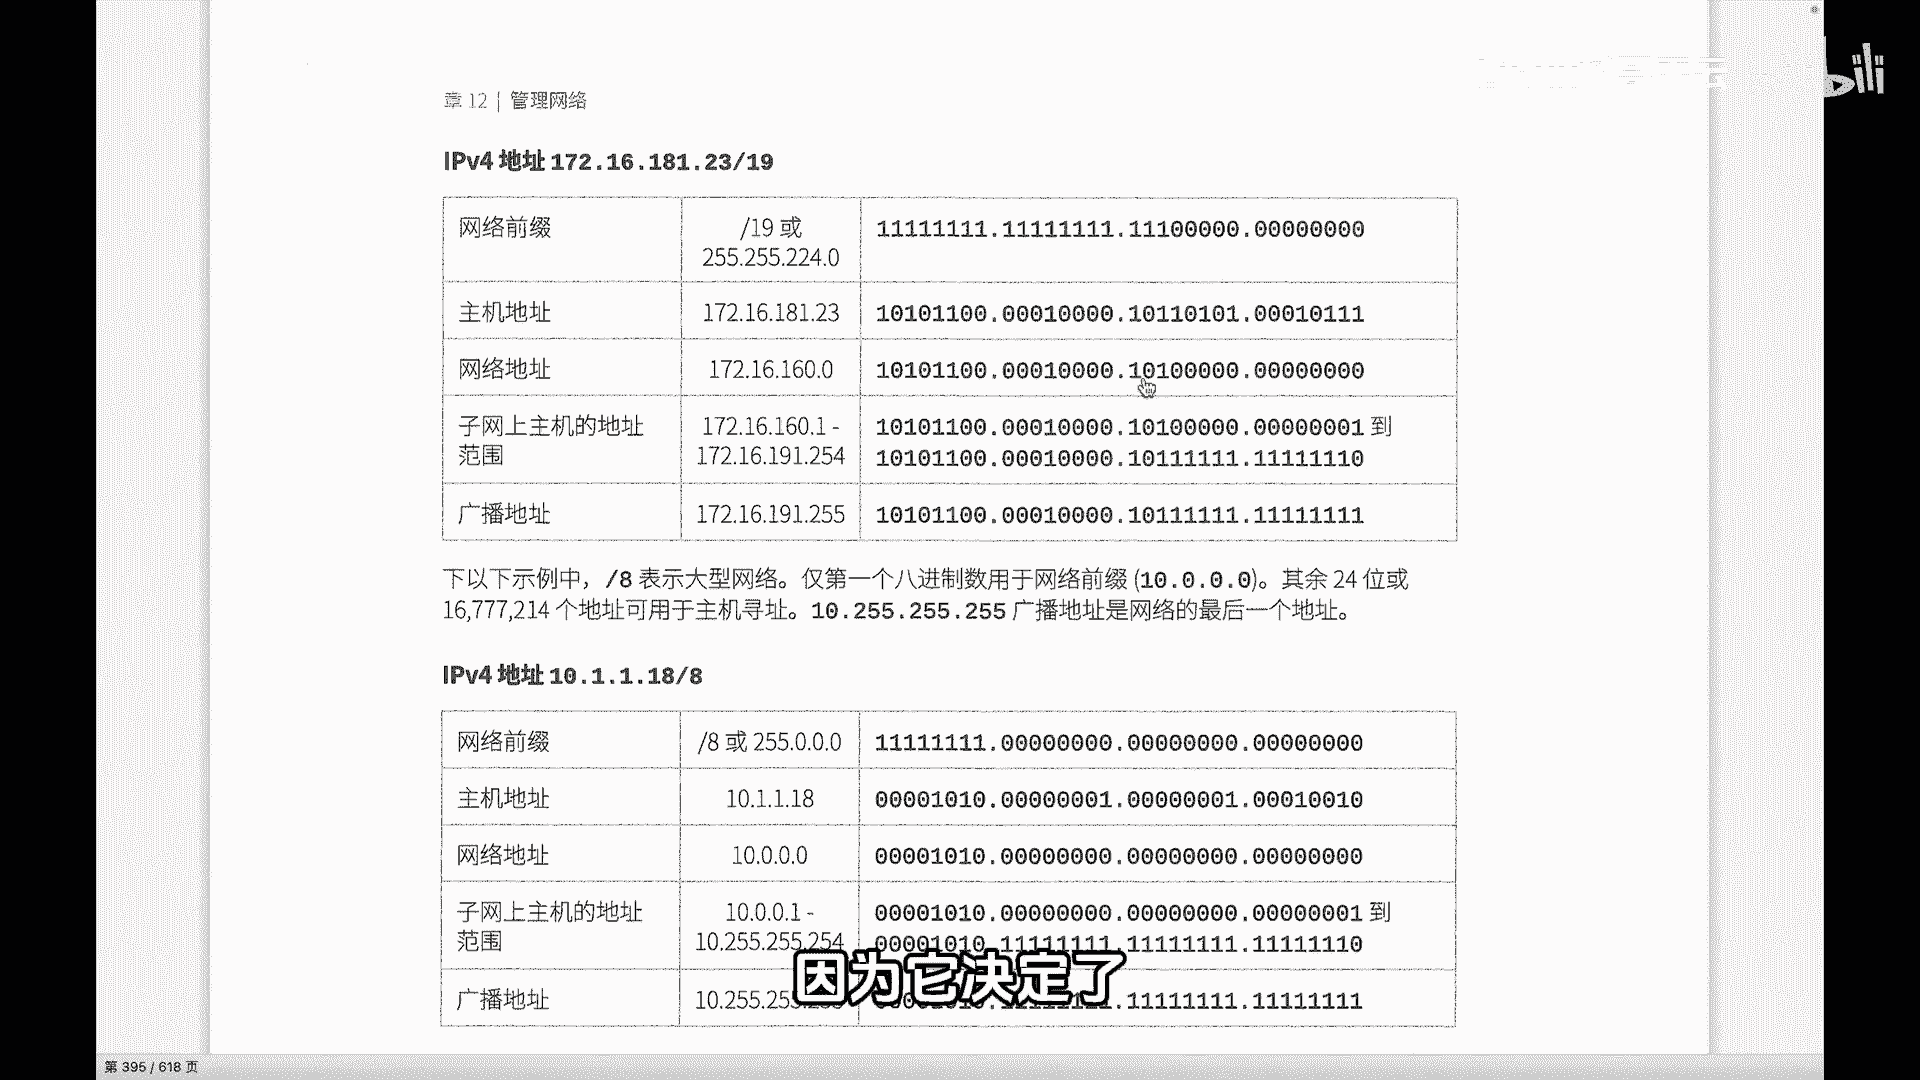 bili
章 12 | 管理网络
IPv4 地址 172.16.181.23/19
网络前缀 /19 或 11111111.11111111.11100000.00000000
255.255.224.0
主机地址 172.16.181.23 10101100.00010000.10110101.00010111
网络地址 172.16.160.0 10101100.00010000.10100000.00000000
子网上主机的地址 172.16.160.1 - 10101100.00010000.10100000.00000001 到
范围 172.16.191.254 10101100.00010000.10111111.11111110
广播地址 172.16.191.255 10101100.00010000.10111111.11111111
下以下示例中，/8 表示大型网络。仅第一个八进制数用于网络前缀 (10.0.0.0)。其余 24 位或
16,777,214 个地址可用于主机寻址。10.255.255.255 广播地址是网络的最后一个地址。
IPv4 地址 10.1.1.18/8
网络前缀 /8 或 255.0.0.0 11111111.00000000.00000000.00000000
主机地址 10.1.1.18 00001010.00000001.00000001.00010010
网络地址 10.0.0.0 00001010.00000000.00000000.00000000
子网上主机的地址 10.0.0.1 - 00001010.00000000.00000000.00000001 到
范围 10.255.255.254 00001010.11111111.11111111.11111110
因为它决定了
广播地址 11111111.11111111
第 395 / 618 页